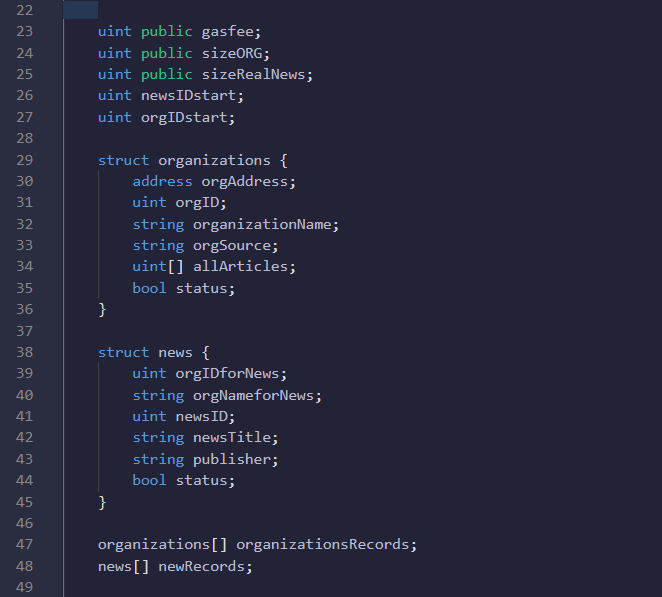 22
23 uint public gasfee;
24 uint public sizeORG;
25 uint public sizeRealNews;
26 uint newsIDstart;
27 uint orgIDstart;
28
29 struct organizations {
30 address orgAddress;
31 uint orgID;
32 string organizationName;
33 string orgSource;
34 uint[] allArticles;
35 bool status;
36 }
37
38 struct news {
39 uint orgIDforNews;
40 string orgNameforNews;
41 uint newsID;
42 string newsTitle;
43 string publisher;
44 bool status;
45 }
46
47 organizations[] organizationsRecords;
48 news[] newRecords;
49